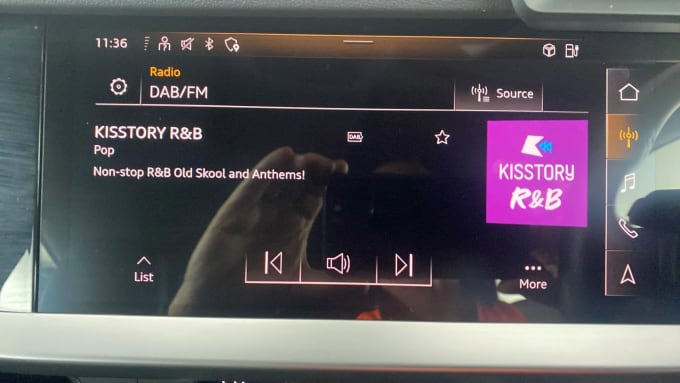 11:36
Radio
DAB/FM
Source
KISSTORY R&B
DAB
Pop
Non-stop R&B Old Skool and Anthems!
KISSTORY
R&B
List
More